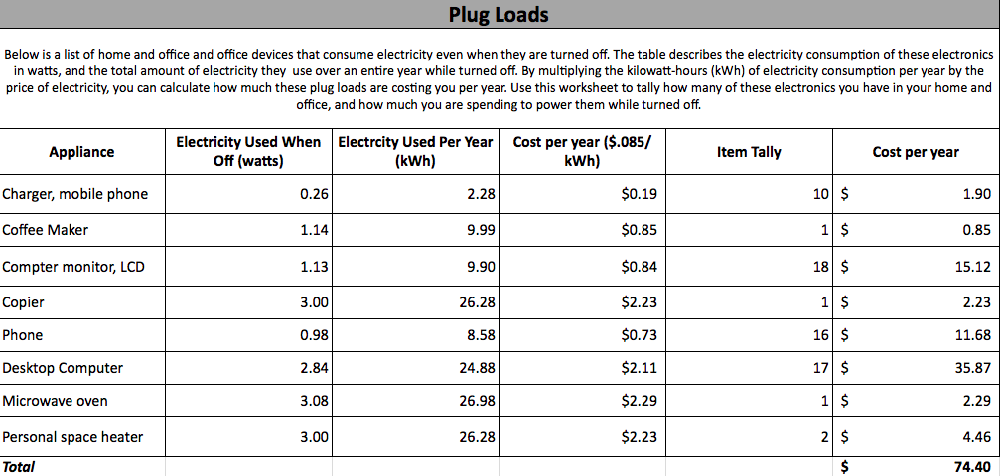 Plug Loads
Below is a list of home and office and office devices that consume electricity even when they are turned off. The table describes the electricity consumption of these electronics
in watts, and the total amount of electricity they use over an entire year while turned off. By multiplying the kilowatt-hours (kWh) of electricity consumption per year by the
price of electricity, you can calculate how much these plug loads are costing you per year. Use this worksheet to tally how many of these electronics you have in your home and
office, and how much you are spending to power them while turned off.
Appliance Electricity Used When Off (watts) Electrcity Used Per Year (kWh) Cost per year ($.085/ kWh) Item Tally Cost per year
Charger, mobile phone 0.26 2.28 $0.19 10 $ 1.90
Coffee Maker 1.14 9.99 $0.85 1 $ 0.85
Compter monitor, LCD 1.13 9.90 $0.84 18 $ 15.12
Copier 3.00 26.28 $2.23 1 $ 2.23
Phone 0.98 8.58 $0.73 16 $ 11.68
Desktop Computer 2.84 24.88 $2.11 17 $ 35.87
Microwave oven 3.08 26.98 $2.29 1 $ 2.29
Personal space heater 3.00 26.28 $2.23 2 $ 4.46
Total $ 74.40